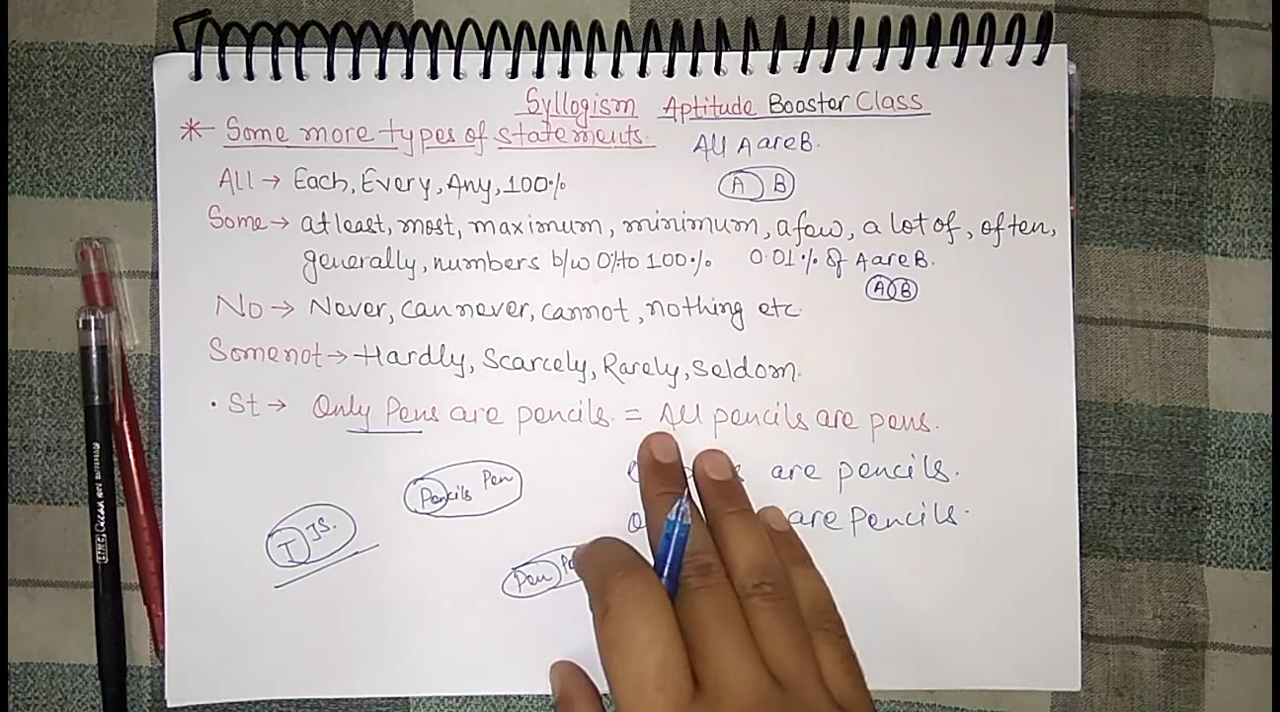 Syllogism Aptitude Booster Class
* Some more types of statements.
All A are B.
All → Each, Every, Any, 100%
A B
Some → at least, most, maximum, minimum, a few, a lot of, often,
generally, numbers b/w 0% to 100%
0.01% of A are B.
A B
No → Never, can never, cannot, nothing etc
Some not → Hardly, Scarcely, Rarely, Seldom.
• St → Only Pens are pencils. = All pencils are pens.
are pencils.
Pencils Pen
are Pencils.
Pen